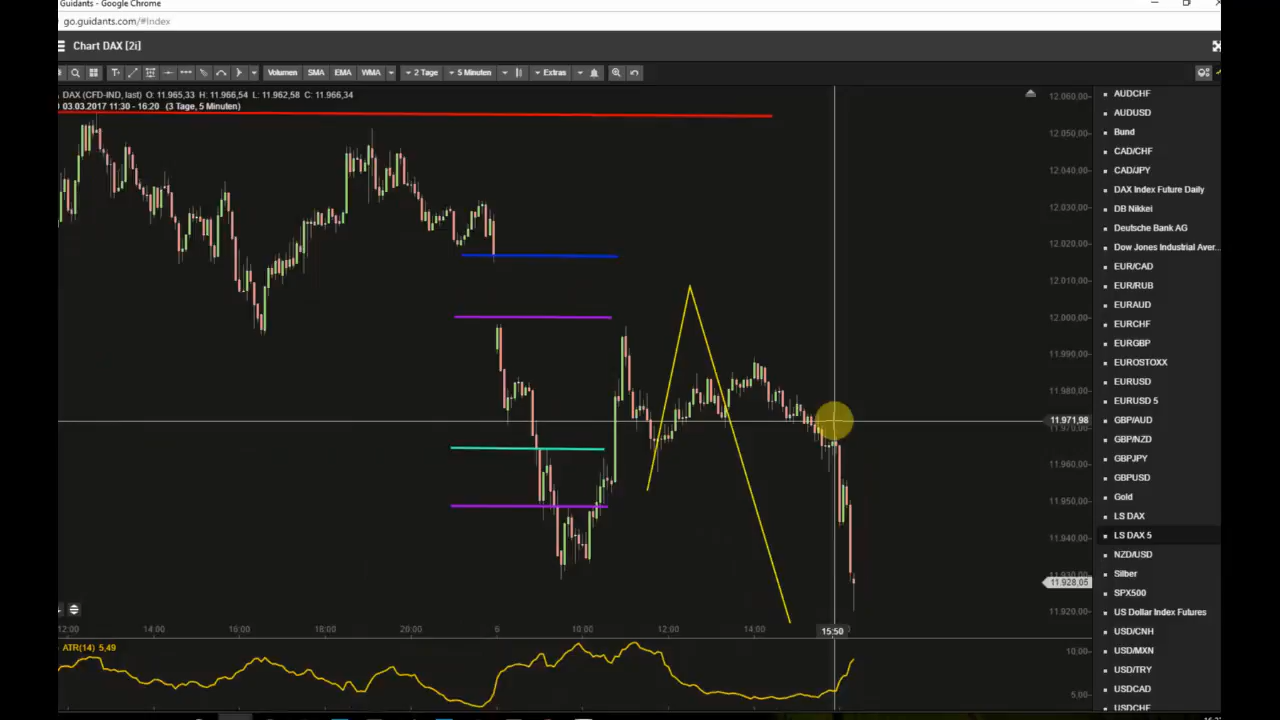 Guidants - Google Chrome
go.guidants.com/#Index
Chart DAX [2i]
Volumen SMA EMA WMA 2 Tage 5 Minuten Extras
DAX (CFD-IND, last) O: 11.965,33 H: 11.966,54 L: 11.962,58 C: 11.966,34
03.03.2017 11:30 - 16:20 (3 Tage, 5 Minuten)
12.060,00
12.050,00
12.040,00
12.030,00
12.020,00
12.010,00
12.000,00
11.990,00
11.980,00
11.971,98
11.970,00
11.960,00
11.950,00
11.940,00
11.930,00
11.928,05
11.920,00
12:00 14:00 16:00 18:00 20:00 6 10:00 12:00 14:00 15:50
ATR(14) 5,49
10,00
5,00
AUDCHF
AUDUSD
Bund
CAD/CHF
CAD/JPY
DAX Index Future Daily
DB Nikkei
Deutsche Bank AG
Dow Jones Industrial Aver...
EUR/CAD
EUR/RUB
EURAUD
EURCHF
EURGBP
EUROSTOXX
EURUSD
EURUSD 5
GBP/AUD
GBP/NZD
GBPJPY
GBPUSD
Gold
LS DAX
LS DAX 5
NZD/USD
Silber
SPX500
US Dollar Index Futures
USD/CNH
USD/MXN
USD/TRY
USDCAD
USDCHF